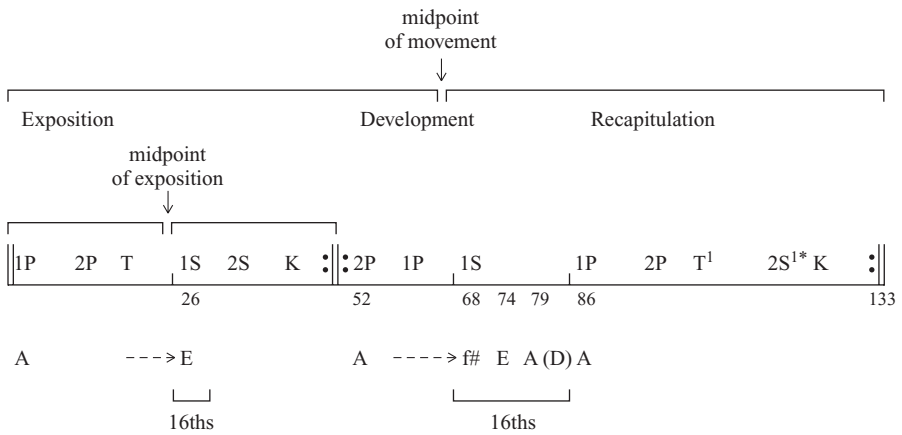 midpoint
of movement
Exposition Development Recapitulation
midpoint
of exposition
1P 2P T 1S 2S K 2P 1P 1S 1P 2P T1 2S1* K
26 52 68 74 79 86 133
A E A f# E A (D) A
16ths 16ths